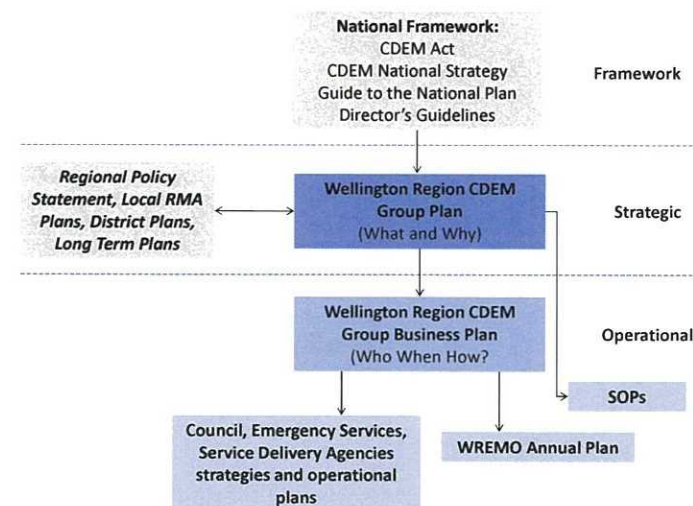 National Framework:
CDEM Act
CDEM National Strategy
Guide to the National Plan
Director's Guidelines
Framework
Regional Policy
Statement, Local RMA
Plans, District Plans,
Long Term Plans
Wellington Region CDEM
Group Plan
(What and Why)
Strategic
Wellington Region CDEM
Group Business Plan
(Who When How?
Operational
SOPs
Council, Emergency Services,
Service Delivery Agencies
strategies and operational
plans
WREMO Annual Plan